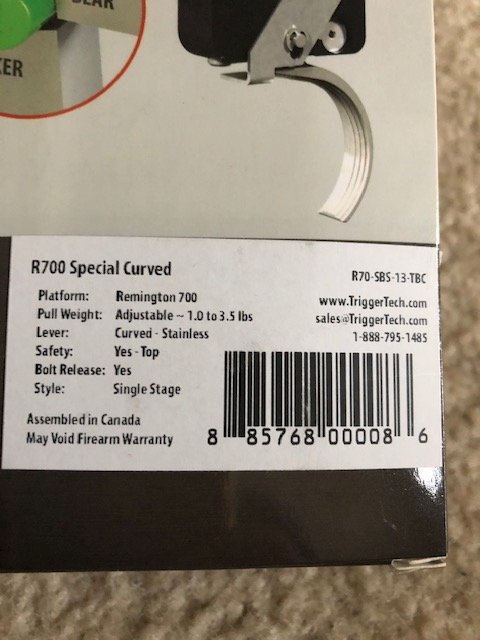 EAR
KER
R700 Special Curved
R70-SBS-13-TBC
Platform: Remington 700
Pull Weight: Adjustable ~ 1.0 to 3.5 lbs
Lever: Curved - Stainless
Safety: Yes - Top
Bolt Release: Yes
Style: Single Stage
www.TriggerTech.com
sales@TriggerTech.com
1-888-795-1485
Assembled in Canada
May Void Firearm Warranty
8 85768 00008 6